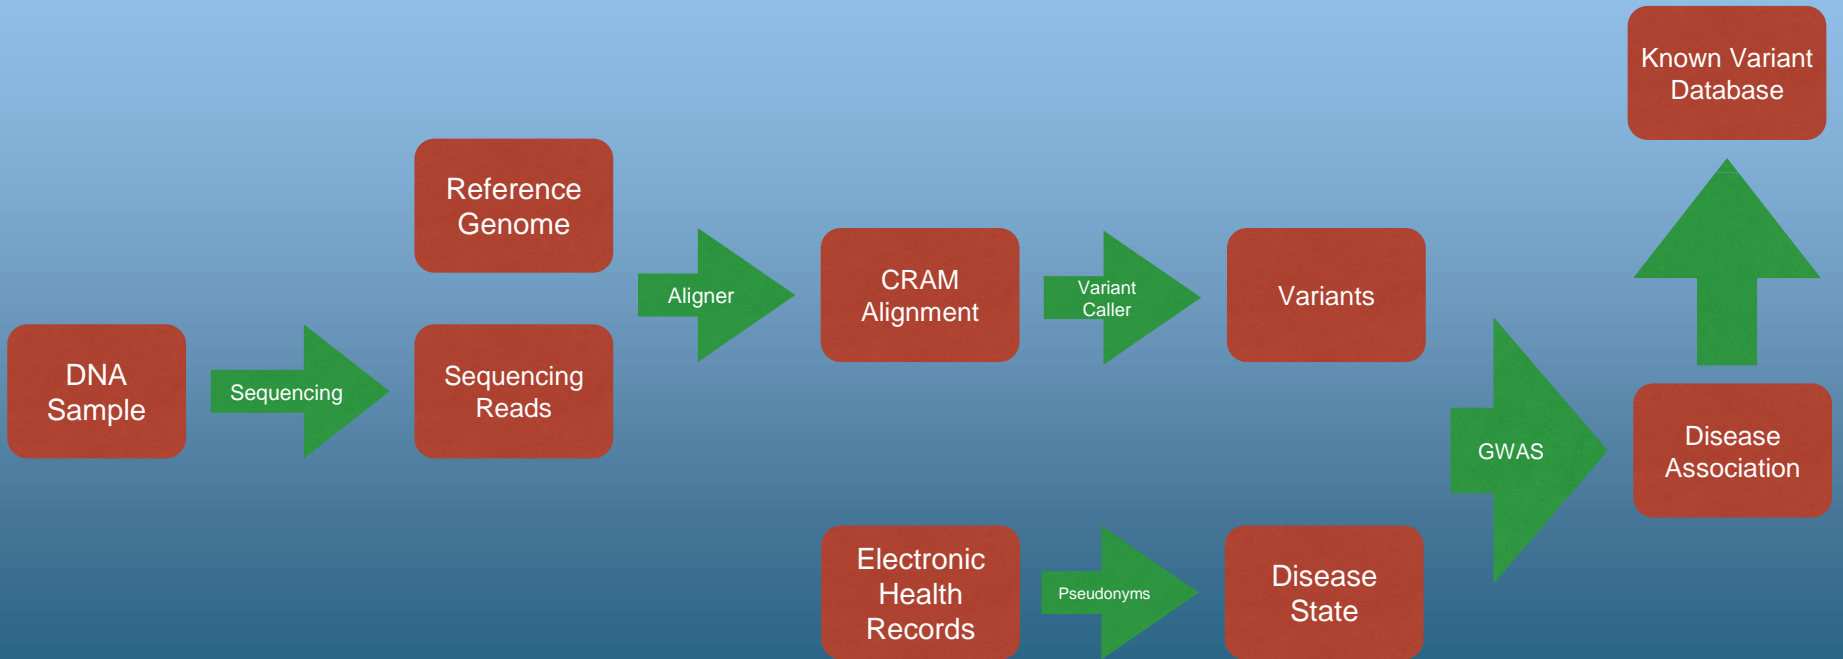 Known Variant
Database
Reference
Genome
Aligner
CRAM
Alignment
Variant
Caller
Variants
DNA
Sample
Sequencing
Sequencing
Reads
GWAS
Disease
Association
Electronic
Health
Records
Pseudonyms
Disease
State